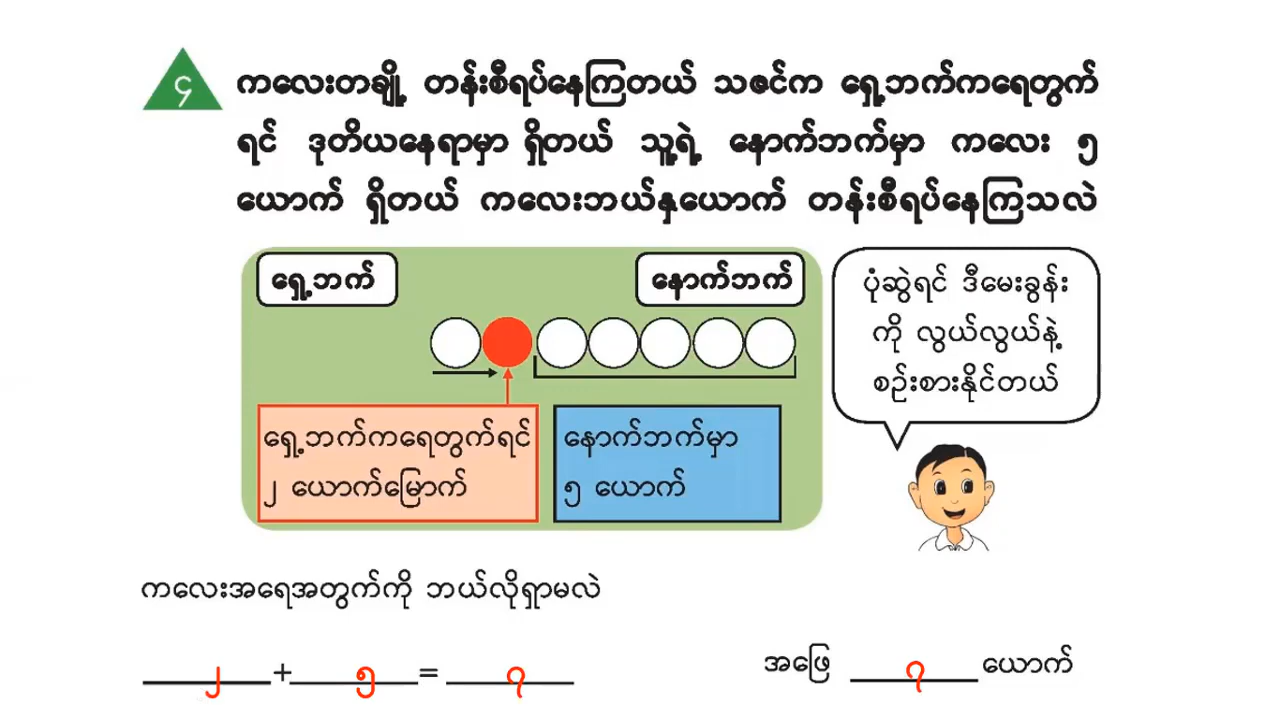 ၄ ကလေးတချို့ တန်းစီရပ်နေကြတယ် သဇင်က ရှေ့ဘက်ကရေတွက်
ရင် ဒုတိယနေရာမှာ ရှိတယ် သူ့ရဲ့ နောက်ဘက်မှာ ကလေး ၅
ယောက် ရှိတယ် ကလေးဘယ်နှယောက် တန်းစီရပ်နေကြသလဲ
ရှေ့ဘက် နောက်ဘက်
ပုံဆွဲရင် ဒီမေးခွန်း
ကို လွယ်လွယ်နဲ့
စဉ်းစားနိုင်တယ်
ရှေ့ဘက်ကရေတွက်ရင်
၂ ယောက်မြောက်
နောက်ဘက်မှာ
၅ ယောက်
ကလေးအရေအတွက်ကို ဘယ်လိုရှာမလဲ
၂ + ၅ = ၇ အဖြေ ၇ ယောက်